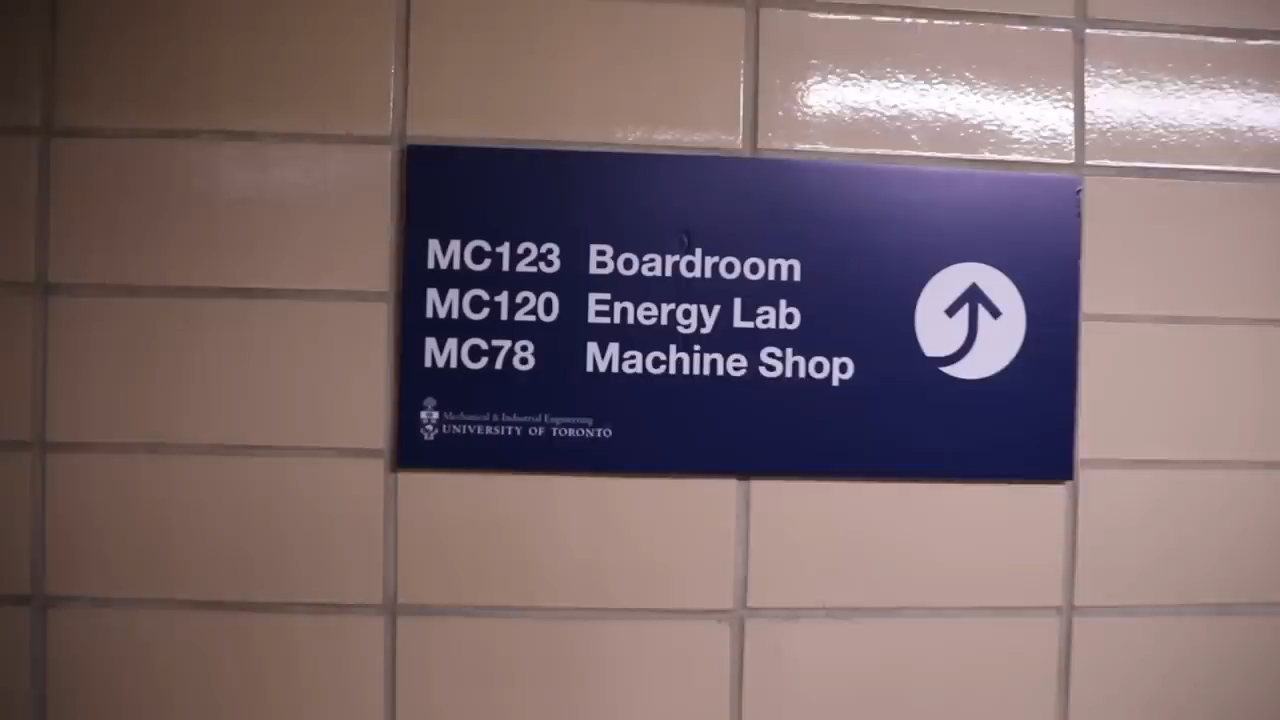 MC123 Boardroom
MC120 Energy Lab
MC78 Machine Shop
Mechanical & Industrial Engineering
UNIVERSITY OF TORONTO